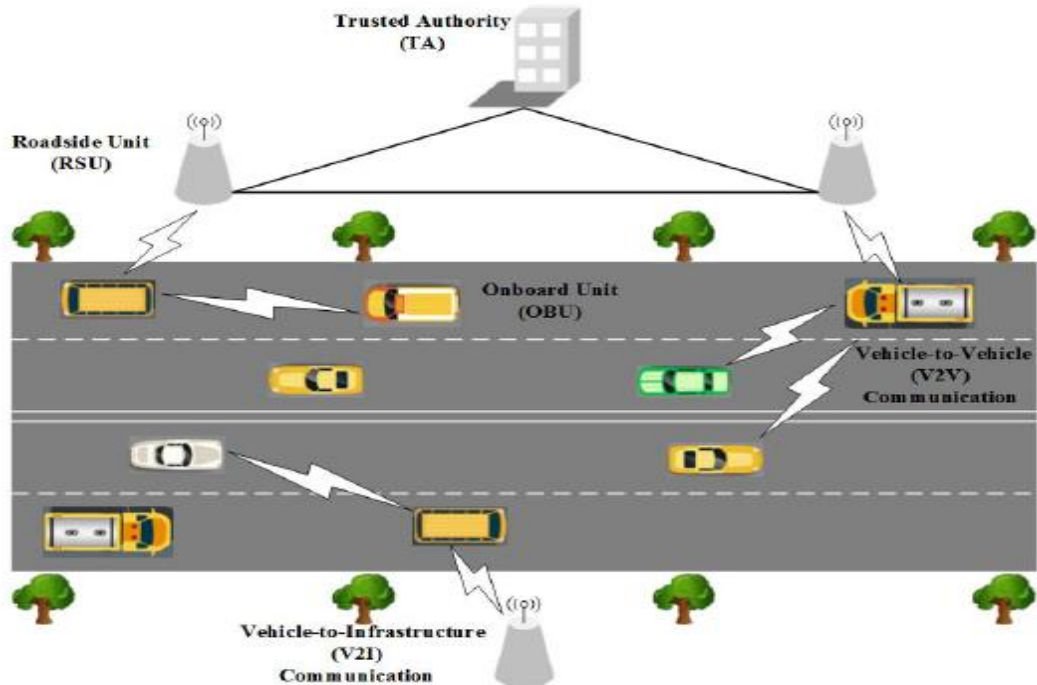 Trusted Authority
(TA)
Roadside Unit
(RSU)
Onboard Unit
(OBU)
Vehicle-to-Vehicle
(V2V)
Communication
Vehicle-to-Infrastructure
(V2I)
Communication